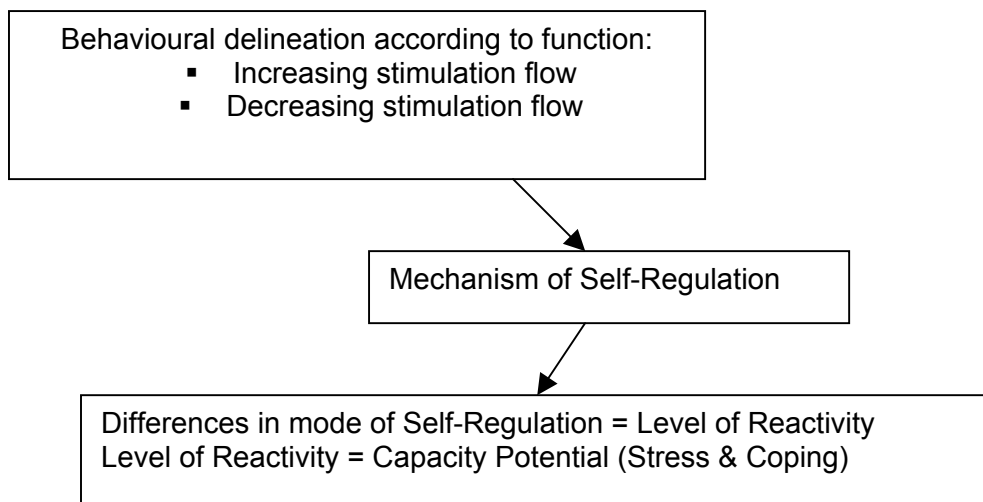 Behavioural delineation according to function:
▪ Increasing stimulation flow
▪ Decreasing stimulation flow
Mechanism of Self-Regulation
Differences in mode of Self-Regulation = Level of Reactivity
Level of Reactivity = Capacity Potential (Stress & Coping)